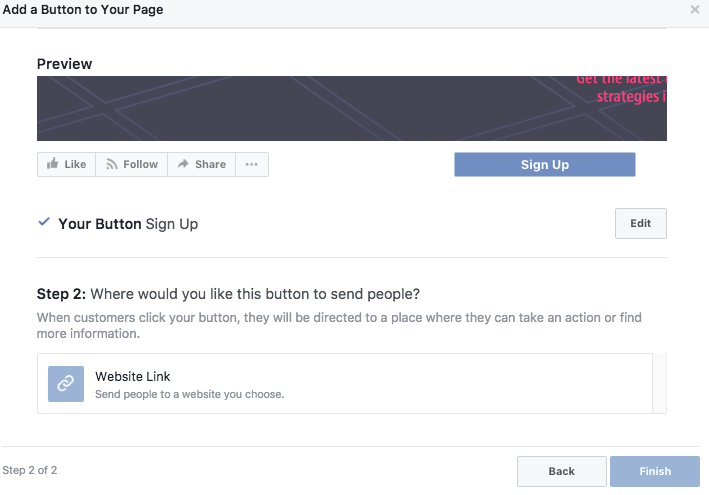 Add a Button to Your Page
Preview
Get the latest
strategies i
Like Follow Share
Sign Up
Your Button Sign Up
Edit
Step 2: Where would you like this button to send people?
When customers click your button, they will be directed to a place where they can take an action or find
more information.
Website Link
Send people to a website you choose.
Step 2 of 2
Back
Finish